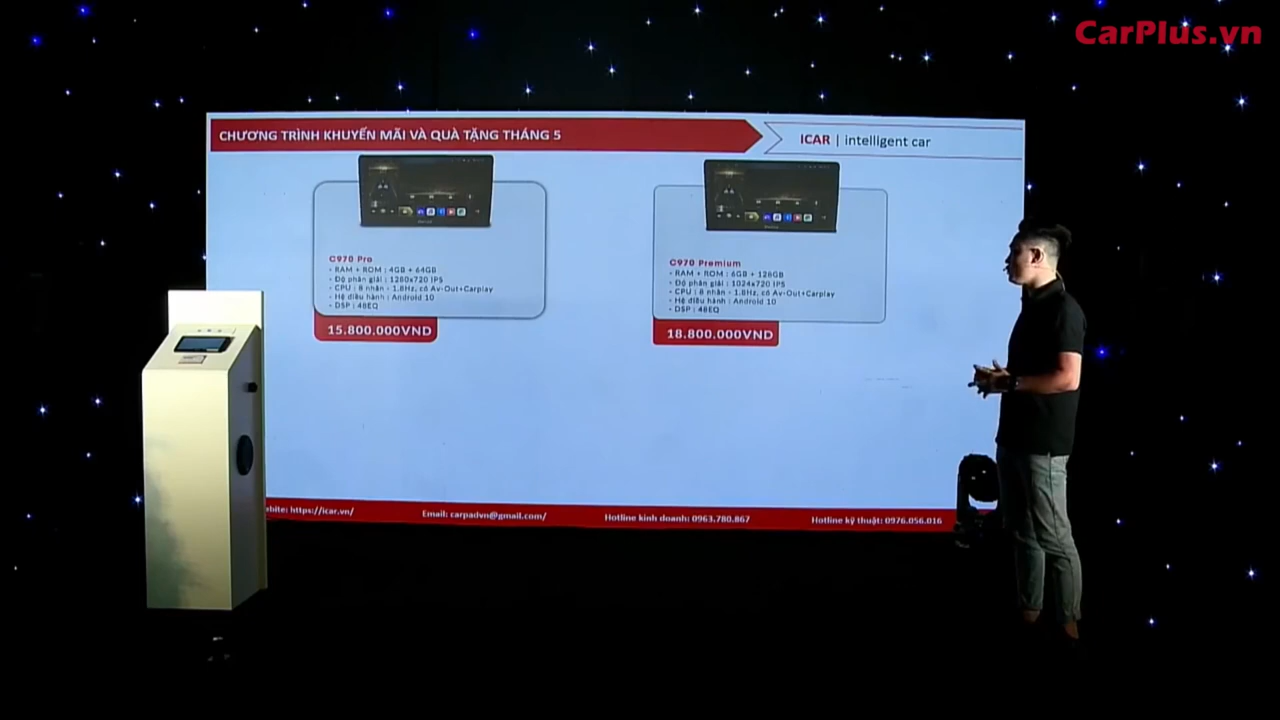 CarPlus.vn
CHƯƠNG TRÌNH KHUYẾN MÃI VÀ QUÀ TẶNG THÁNG 5
ICAR | intelligent car
C970 Pro
- RAM + ROM : 4GB + 64GB
- Độ phân giải : 1280x720 IPS
- CPU : 8 nhân - 1.8Hz, có Av-Out+Carplay
- Hệ điều hành : Android 10
- DSP : 48EQ
15.800.000VND
C970 Premium
- RAM + ROM : 6GB + 128GB
- Độ phân giải : 1024x720 IPS
- CPU : 8 nhân - 1.8Hz, có Av-Out+Carplay
- Hệ điều hành : Android 10
- DSP : 48EQ
18.800.000VND
bite: https://icar.vn/
Email: carpadvn@gmail.com/
Hotline kinh doanh: 0963.780.867
Hotline kỹ thuật: 0976.056.016